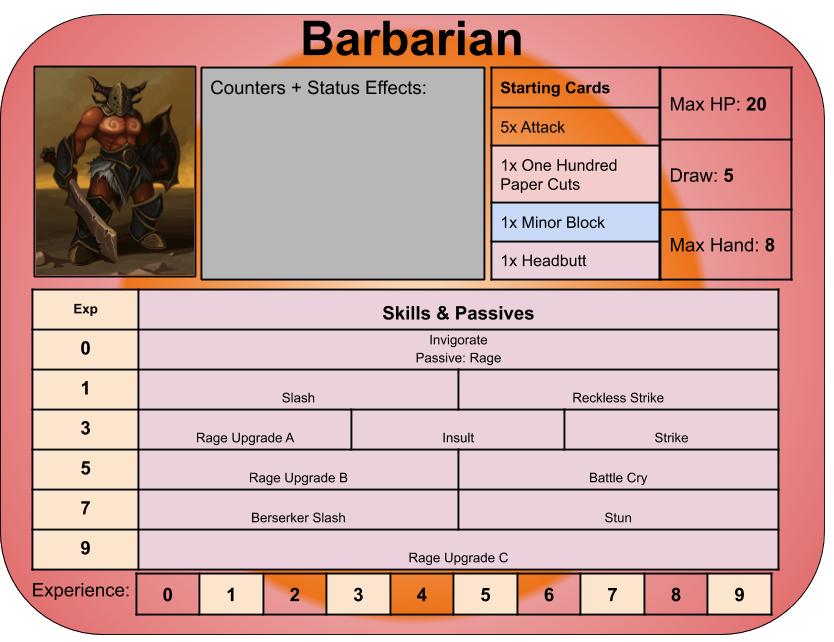 Barbarian
Counters + Status Effects:
Starting Cards
5x Attack
1x One Hundred
Paper Cuts
1x Minor Block
1x Headbutt
Max HP: 20
Draw: 5
Max Hand: 8
Exp
Skills & Passives
0
Invigorate
Passive: Rage
1
Slash
Reckless Strike
3
Rage Upgrade A
Insult
Strike
5
Rage Upgrade B
Battle Cry
7
Berserker Slash
Stun
9
Rage Upgrade C
Experience: 0 1 2 3 4 5 6 7 8 9